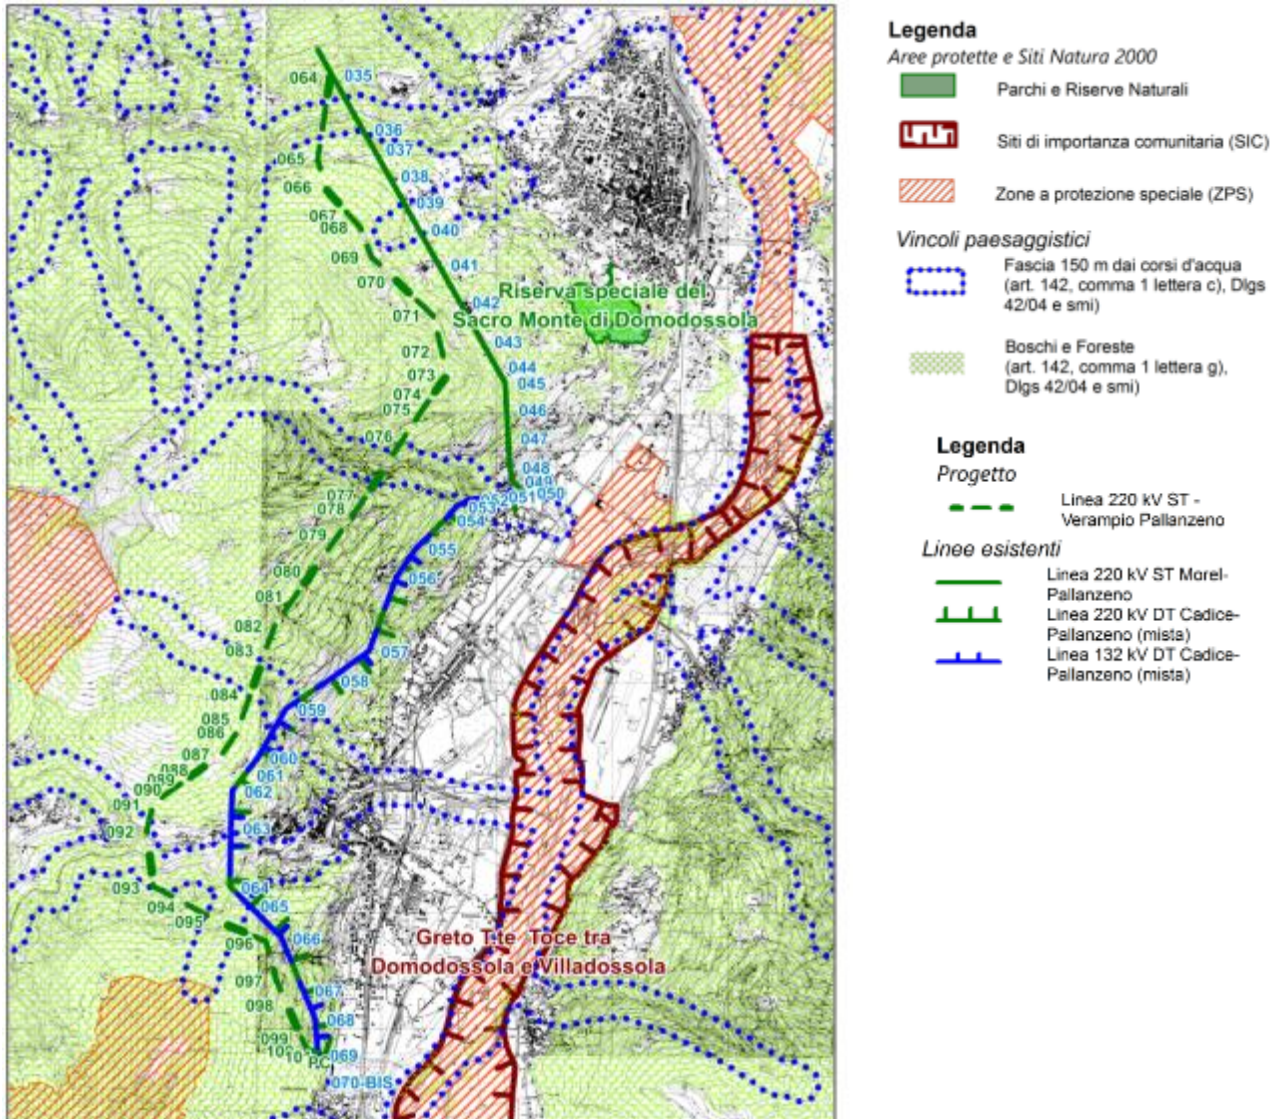 Legenda
Aree protette e Siti Natura 2000
Parchi e Riserve Naturali
Siti di importanza comunitaria (SIC)
Zone a protezione speciale (ZPS)
Vincoli paesaggistici
Fascia 150 m dai corsi d'acqua
(art. 142, comma 1 lettera c), Dlgs
42/04 e smi)
Boschi e Foreste
(art. 142, comma 1 lettera g),
Dlgs 42/04 e smi)
Legenda
Progetto
Linea 220 kV ST -
Verampio Pallanzeno
Linee esistenti
Linea 220 kV ST Morel-
Pallanzeno
Linea 220 kV DT Cadice-
Pallanzeno (mista)
Linea 132 kV DT Cadice-
Pallanzeno (mista)
064
035
036
037
065
038
066
039
067
068
040
069
041
070
042
Riserva speciale del
Sacro Monte di Domodossola
071
043
072
044
073
045
074
075
046
076
047
048
049
077
051
050
078
053
054
079
055
080
056
081
082
083
057
058
084
059
085
086
087
060
088
061
089
090
062
091
092
063
093
064
094
065
095
096
066
Greto T.te Toce tra
Domodossola e Villadossola
097
067
098
068
099
069
P.C
070-BIS